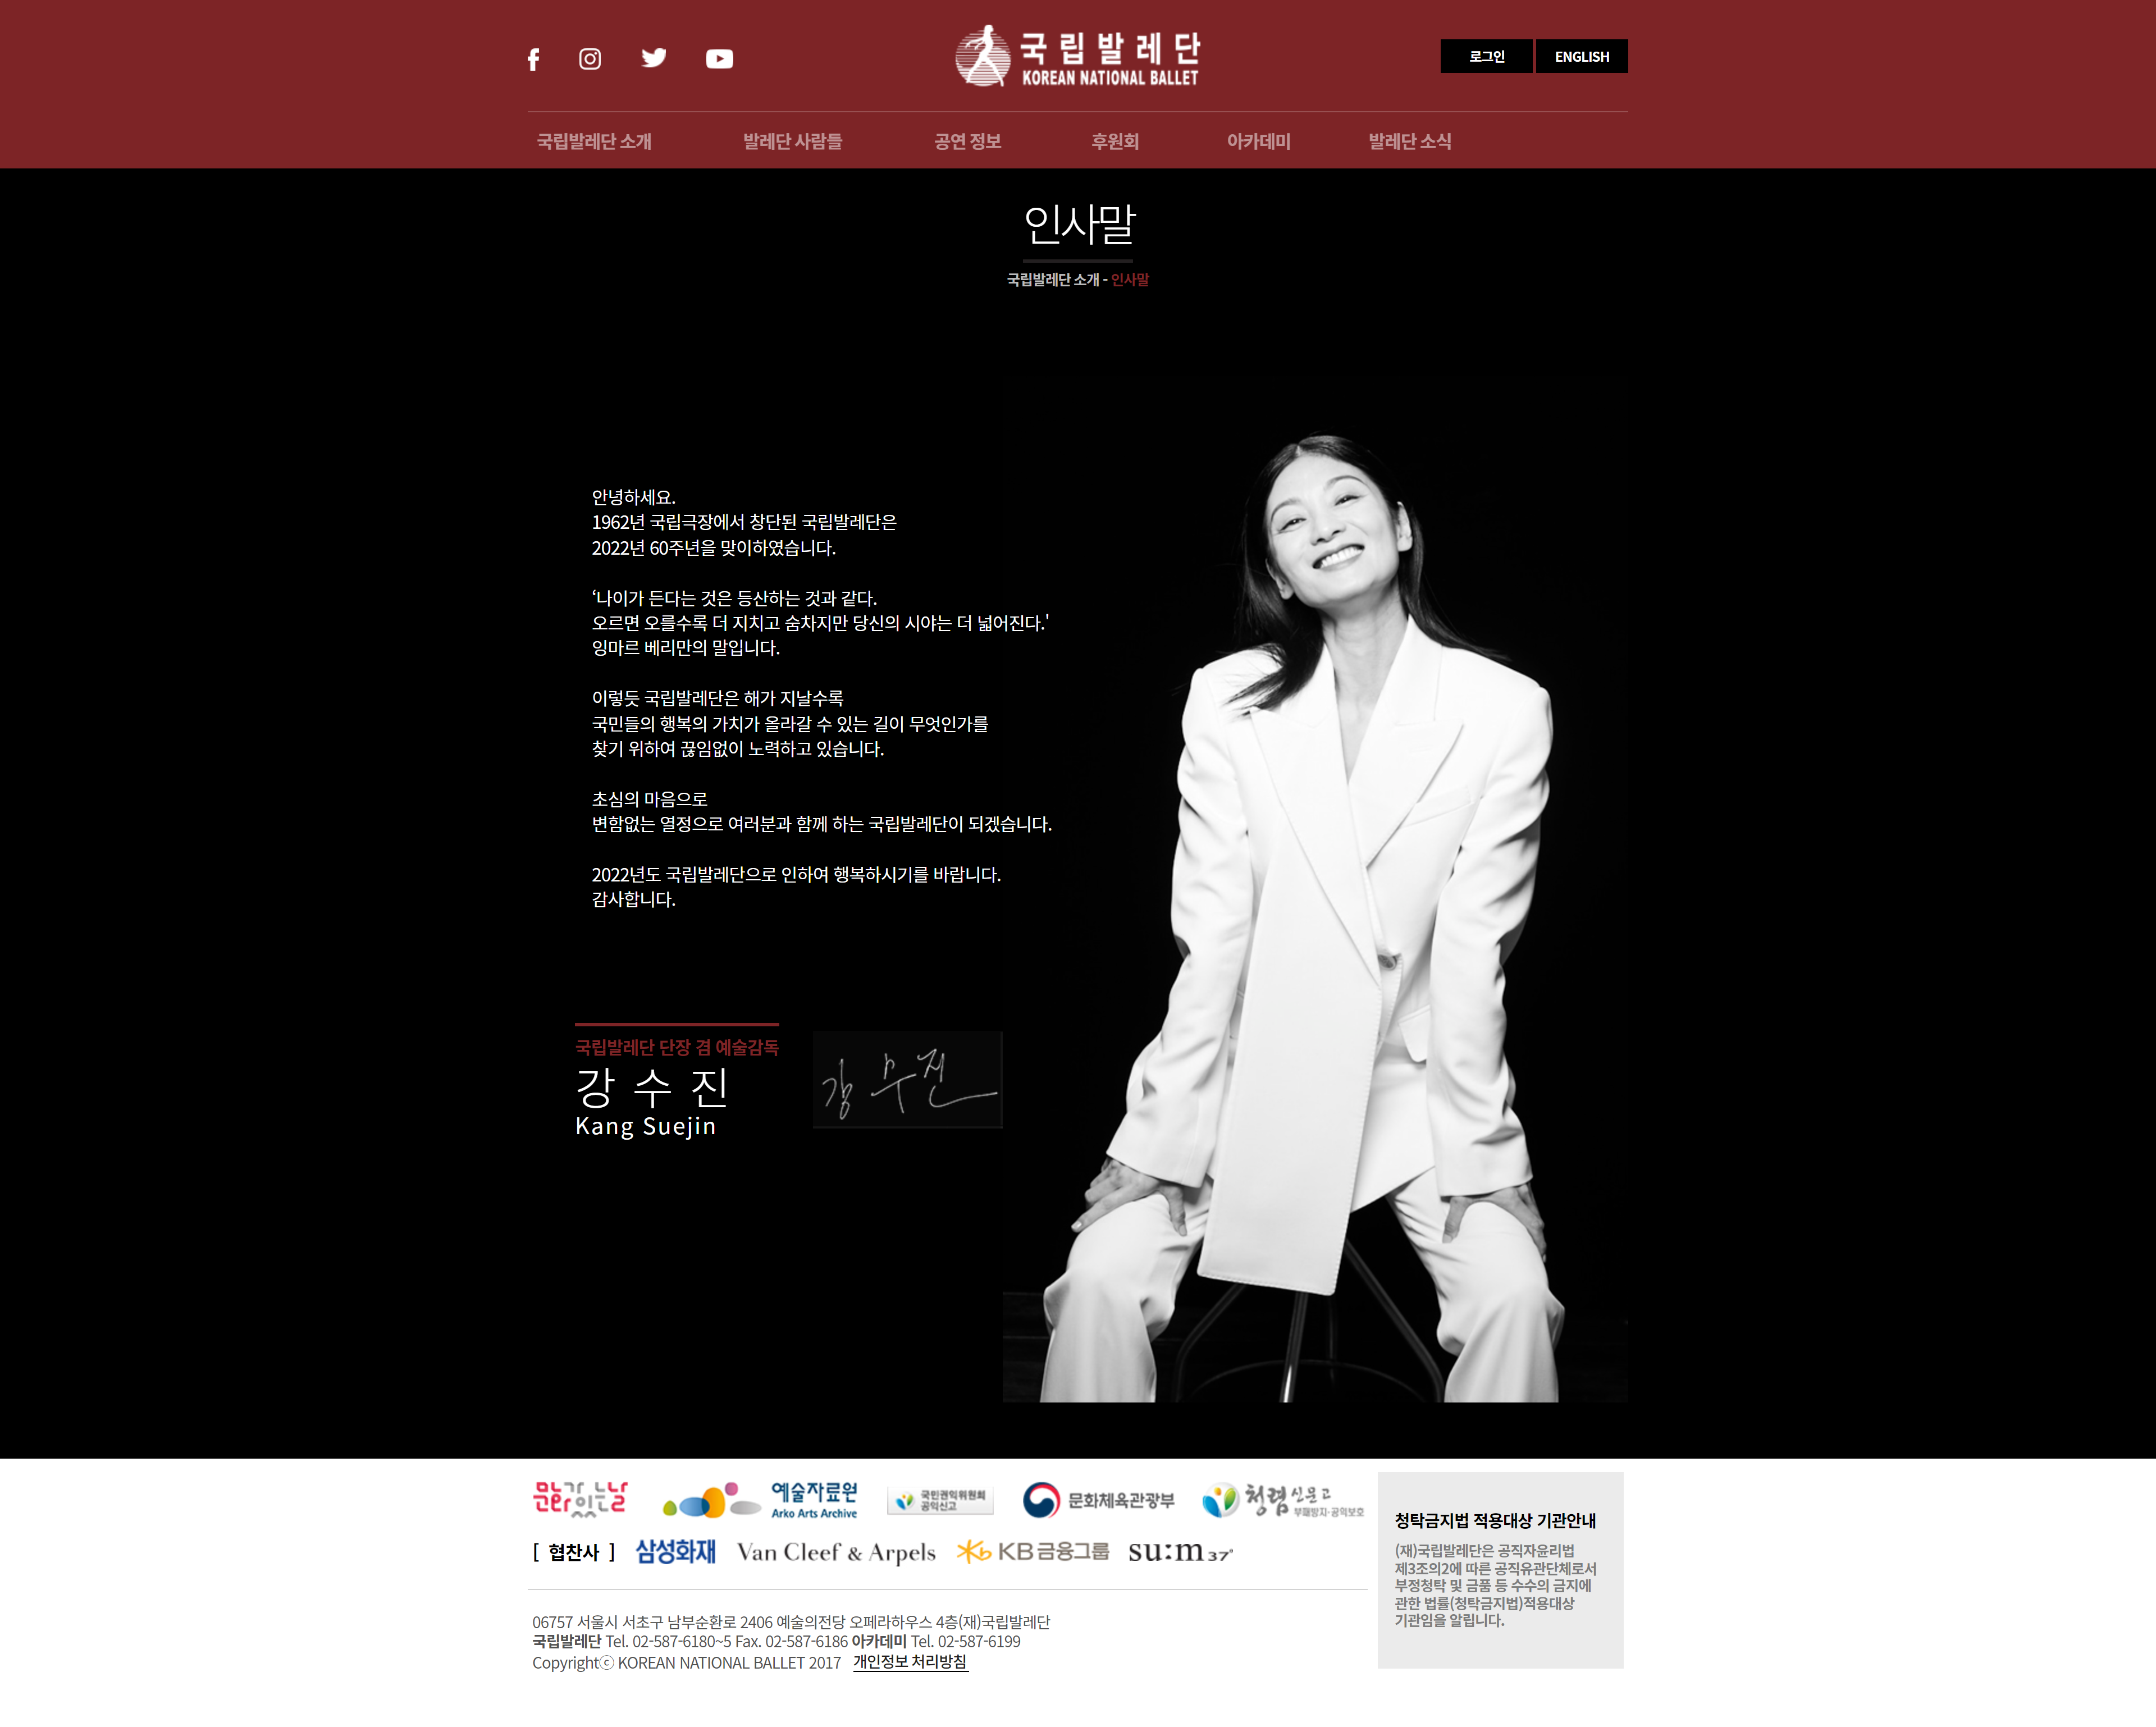 국립발레단
KOREAN NATIONAL BALLET
로그인
ENGLISH
국립발레단 소개
발레단 사람들
공연 정보
후원회
아카데미
발레단 소식
인사말
국립발레단 소개 - 인사말
안녕하세요.
1962년 국립극장에서 창단된 국립발레단은
2022년 60주년을 맞이하였습니다.
‘나이가 든다는 것은 등산하는 것과 같다.
오르면 오를수록 더 지치고 숨차지만 당신의 시야는 더 넓어진다.'
잉마르 베리만의 말입니다.
이렇듯 국립발레단은 해가 지날수록
국민들의 행복의 가치가 올라갈 수 있는 길이 무엇인가를
찾기 위하여 끊임없이 노력하고 있습니다.
초심의 마음으로
변함없는 열정으로 여러분과 함께 하는 국립발레단이 되겠습니다.
2022년도 국립발레단으로 인하여 행복하시기를 바랍니다.
감사합니다.
국립발레단 단장 겸 예술감독
강 수 진
Kang Suejin
강수진
문화가 있는 날
예술자료원
Arko Arts Archive
국민권익위원회
공익신고
문화체육관광부
청렴신문고
부패방지·공익보호
[ 협찬사 ]
삼성화재
Van Cleef & Arpels
KB금융그룹
su:m37°
06757 서울시 서초구 남부순환로 2406 예술의전당 오페라하우스 4층(재)국립발레단
국립발레단 Tel. 02-587-6180~5 Fax. 02-587-6186 아카데미 Tel. 02-587-6199
Copyrightⓒ KOREAN NATIONAL BALLET 2017 개인정보 처리방침
청탁금지법 적용대상 기관안내
(재)국립발레단은 공직자윤리법
제3조의2에 따른 공직유관단체로서
부정청탁 및 금품 등 수수의 금지에
관한 법률(청탁금지법)적용대상
기관임을 알립니다.